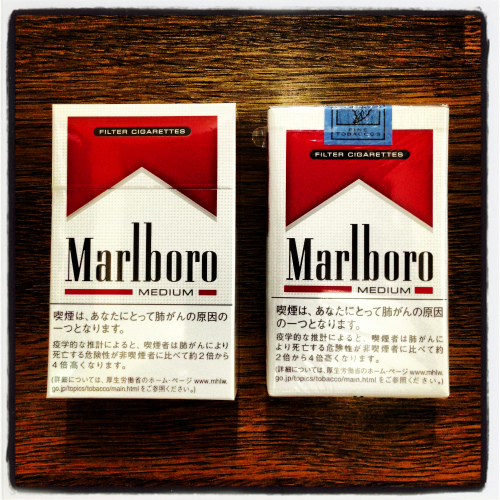 FILTER CIGARETTES
Marlboro
MEDIUM
喫煙は、あなたにとって肺がんの原因
の一つとなります。
疫学的な推計によると、喫煙者は肺がんに
より死亡する危険性が非喫煙者に比べて約2倍から
4倍高くなります。
(詳細については、厚生労働省のホーム・ページ www.mhlw.
go.jp/topics/tobacco/main.html をご参照ください。)
FINE
TOBACCOS
FILTER CIGARETTES
Marlboro
MEDIUM
喫煙は、あなたにとって肺がんの原因
の一つとなります。
疫学的な推計によると、喫煙者は肺がんに
より死亡する危険性が非喫煙者に比べて約
2倍から4倍高くなります。
(詳細については、厚生労働省のホーム・ページ www.mhlw.
go.jp/topics/tobacco/main.html をご参照ください。)